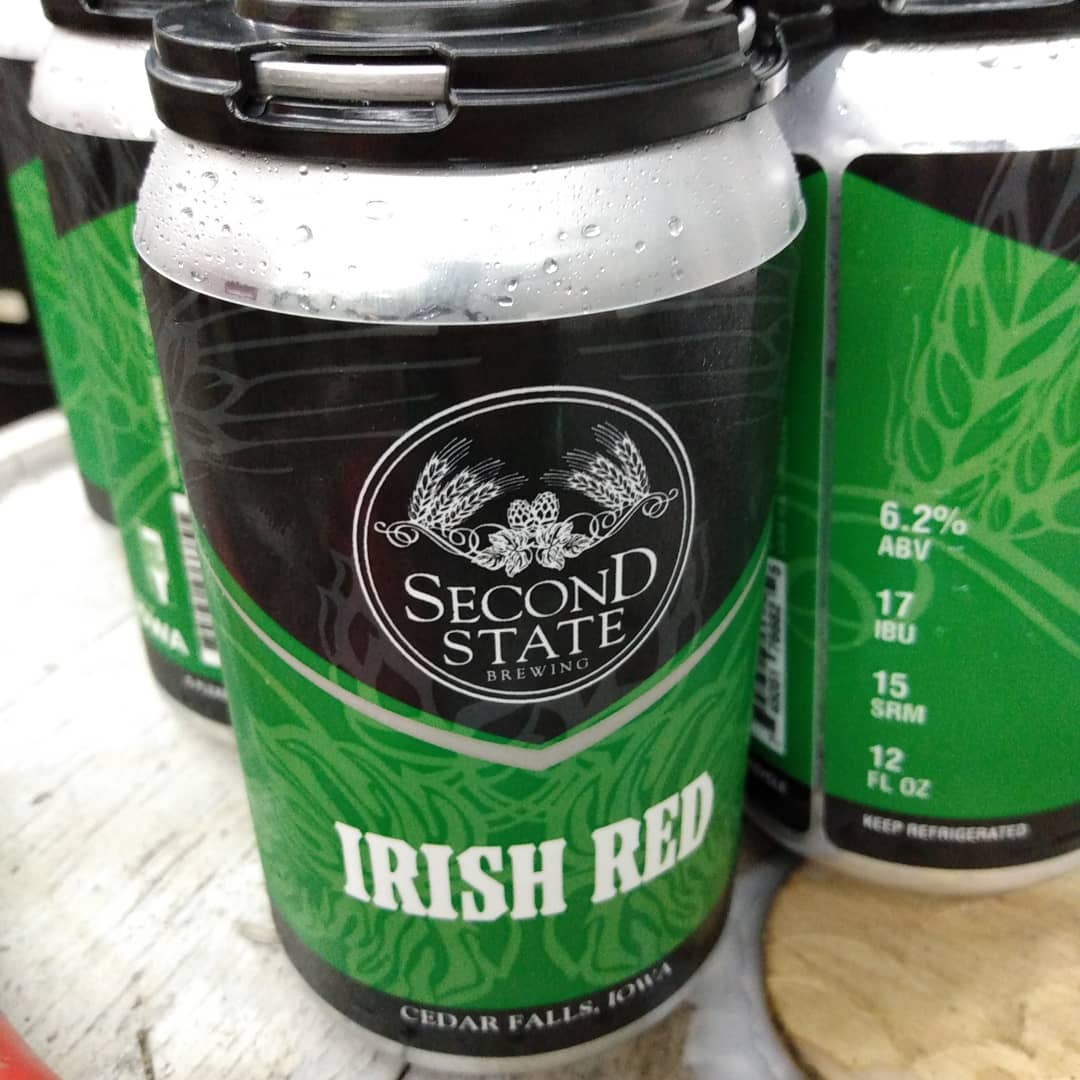 SECOND
STATE
BREWING
IRISH RED
CEDAR FALLS, IOWA
6.2%
ABV
17
IBU
15
SRM
12
FL OZ
KEEP REFRIGERATED